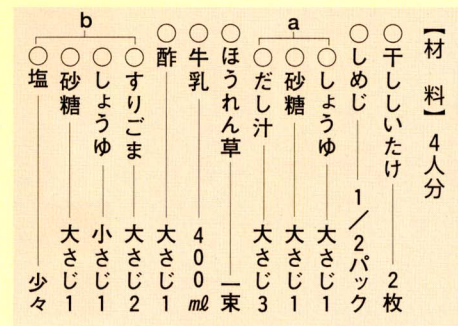 【材料】4人分
○干ししいたけ――2枚
○しめじ――1/2パック
a
○しょうゆ――大さじ1
○砂糖――大さじ1
○だし汁――大さじ3
○ほうれん草――一束
○牛乳――400㎖
○酢――大さじ1
b
○すりごま――大さじ2
○しょうゆ――小さじ1
○砂糖――大さじ1
○塩――少々